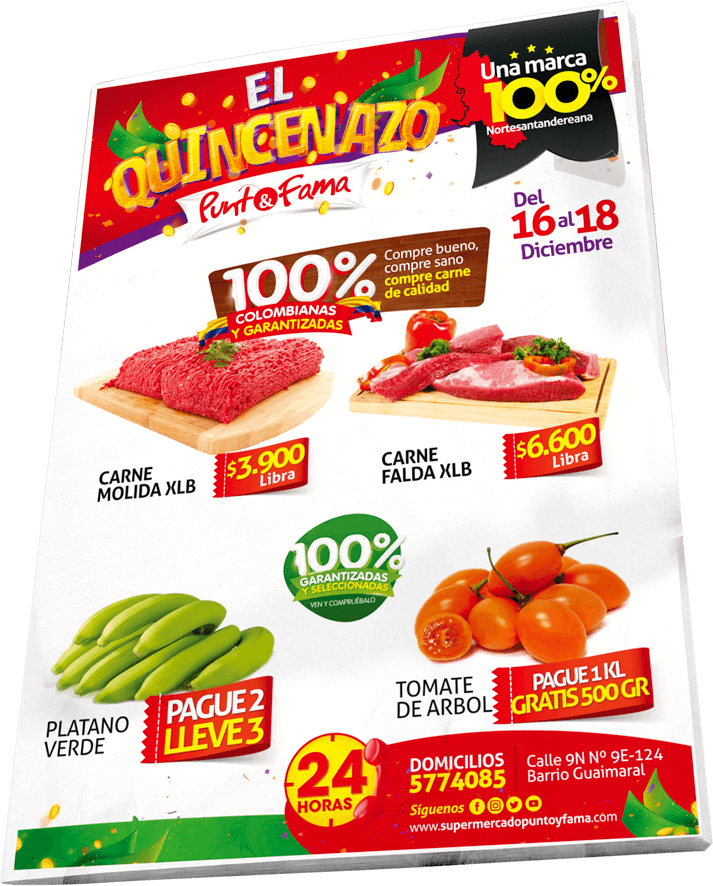 EL
QUINCENAZO
Punto&Fama
Una marca
100%
Nortesantandereana
Del
16 al 18
Diciembre
100%
COLOMBIANAS
Y GARANTIZADAS
Compre bueno,
compre sano
compre carne
de calidad
CARNE
MOLIDA XLB
$3.900
Libra
CARNE
FALDA XLB
$6.600
Libra
100%
GARANTIZADAS
Y SELECCIONADAS
VEN Y COMPRUÉBALO
PLATANO
VERDE
PAGUE 2
LLEVE 3
TOMATE
DE ARBOL
PAGUE 1 KL
GRATIS 500 GR
24
HORAS
DOMICILIOS
5774085
Calle 9N Nº 9E-124
Barrio Guaimaral
Síguenos
www.supermercadopuntoyfama.com